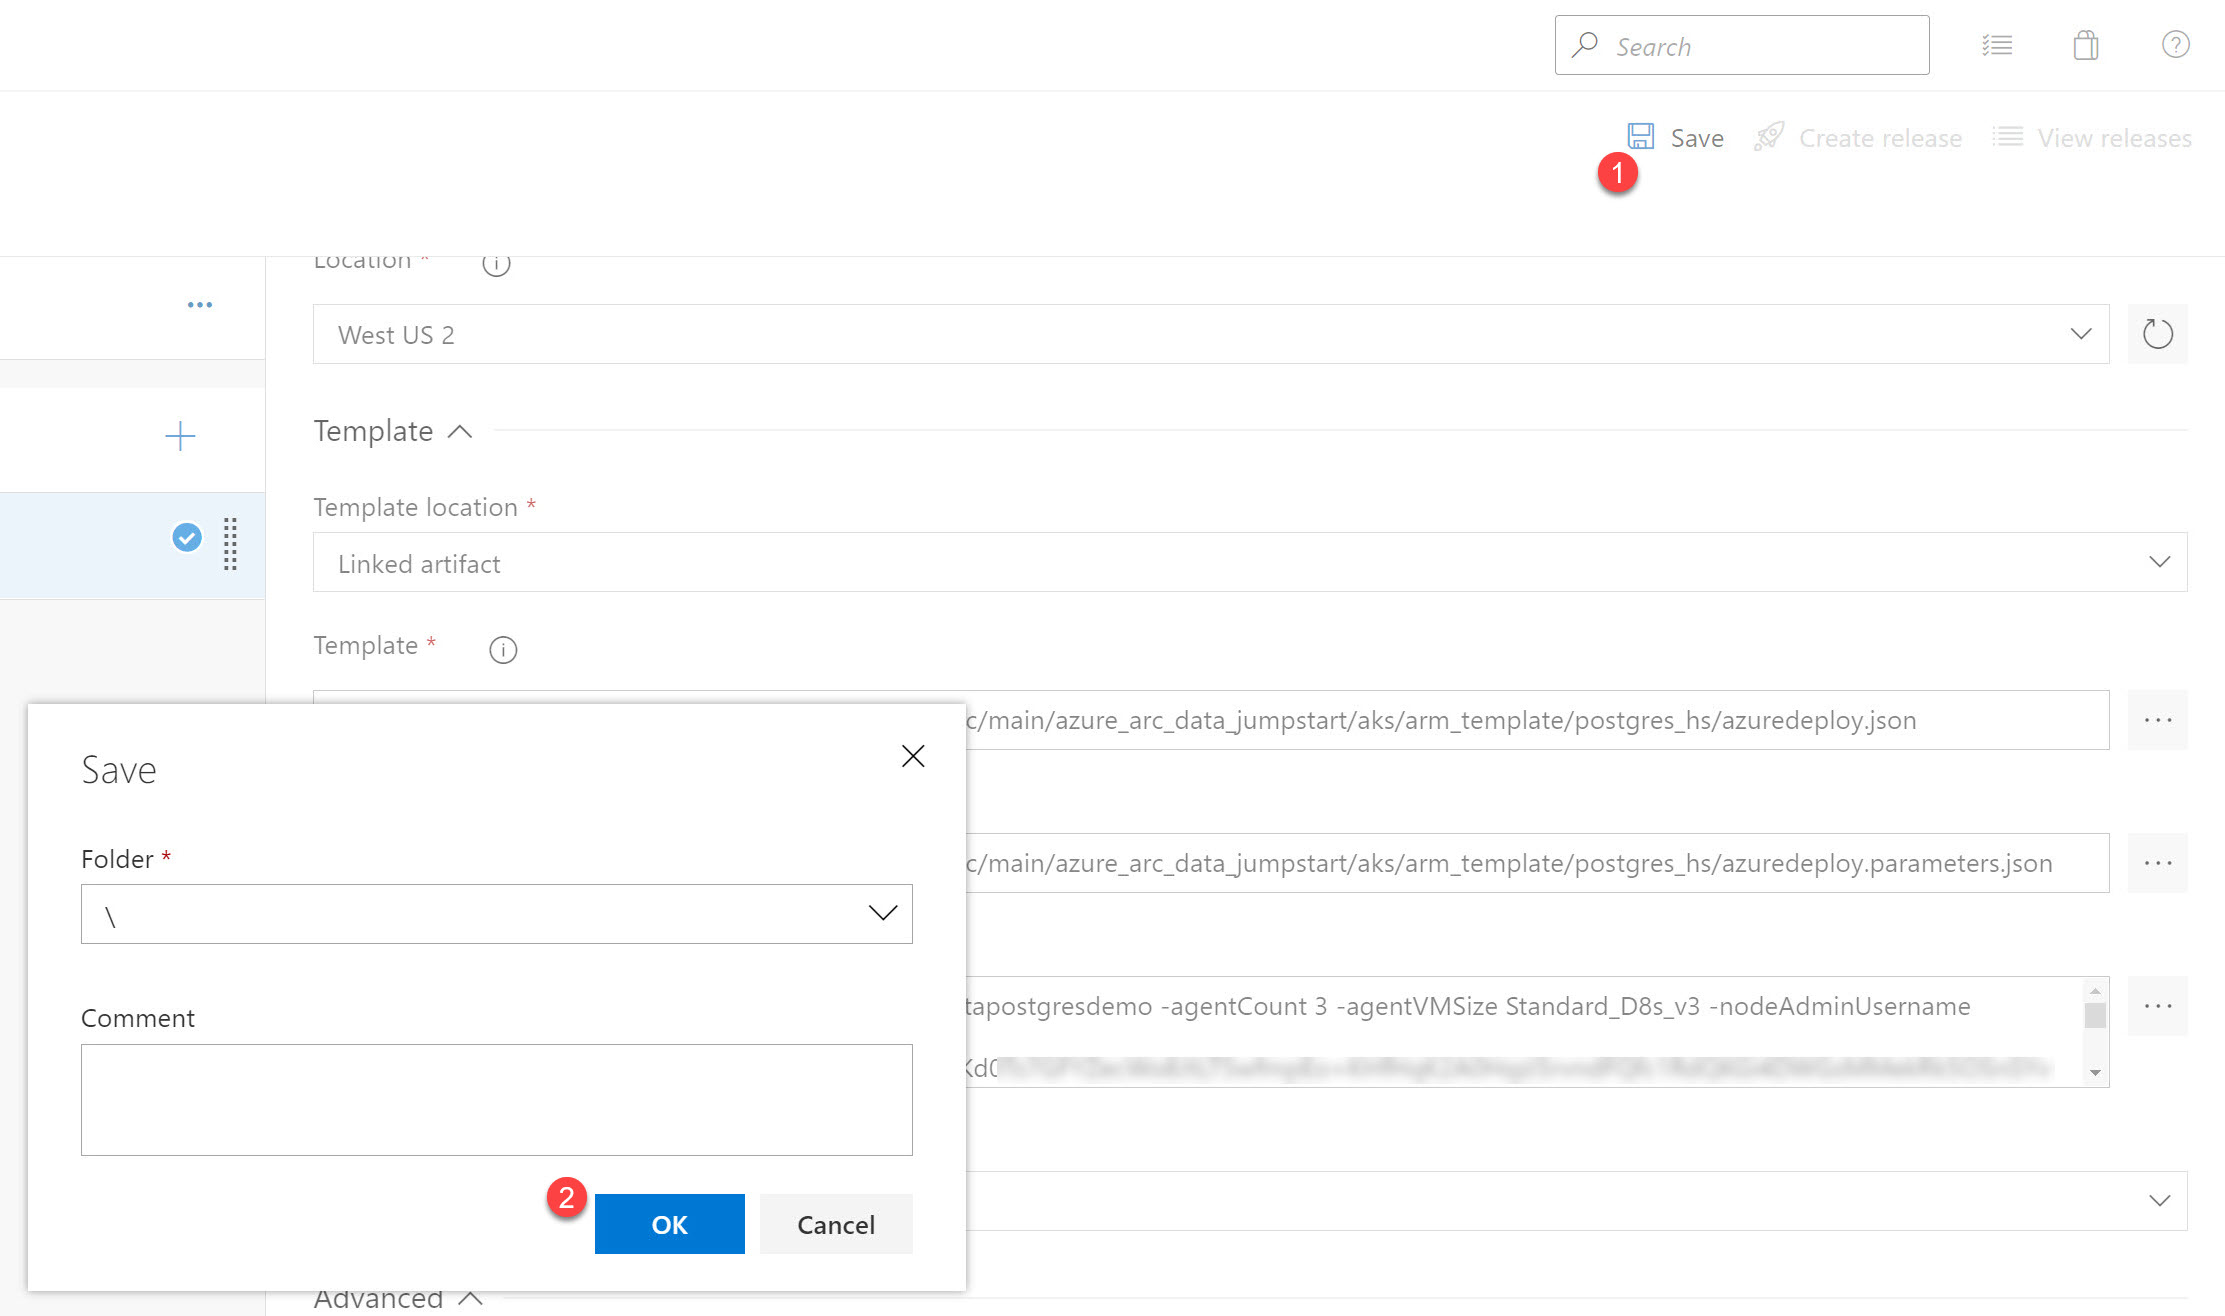 Search
Save
Create release
View releases
1
Location *
West US 2
Template
Template location *
Linked artifact
Template *
c/main/azure_arc_data_jumpstart/aks/arm_template/postgres_hs/azuredeploy.json
Save
Folder *
c/main/azure_arc_data_jumpstart/aks/arm_template/postgres_hs/azuredeploy.parameters.json
\
tapostgresdemo -agentCount 3 -agentVMSize Standard_D8s_v3 -nodeAdminUsername
Comment
2
OK
Cancel
Advanced